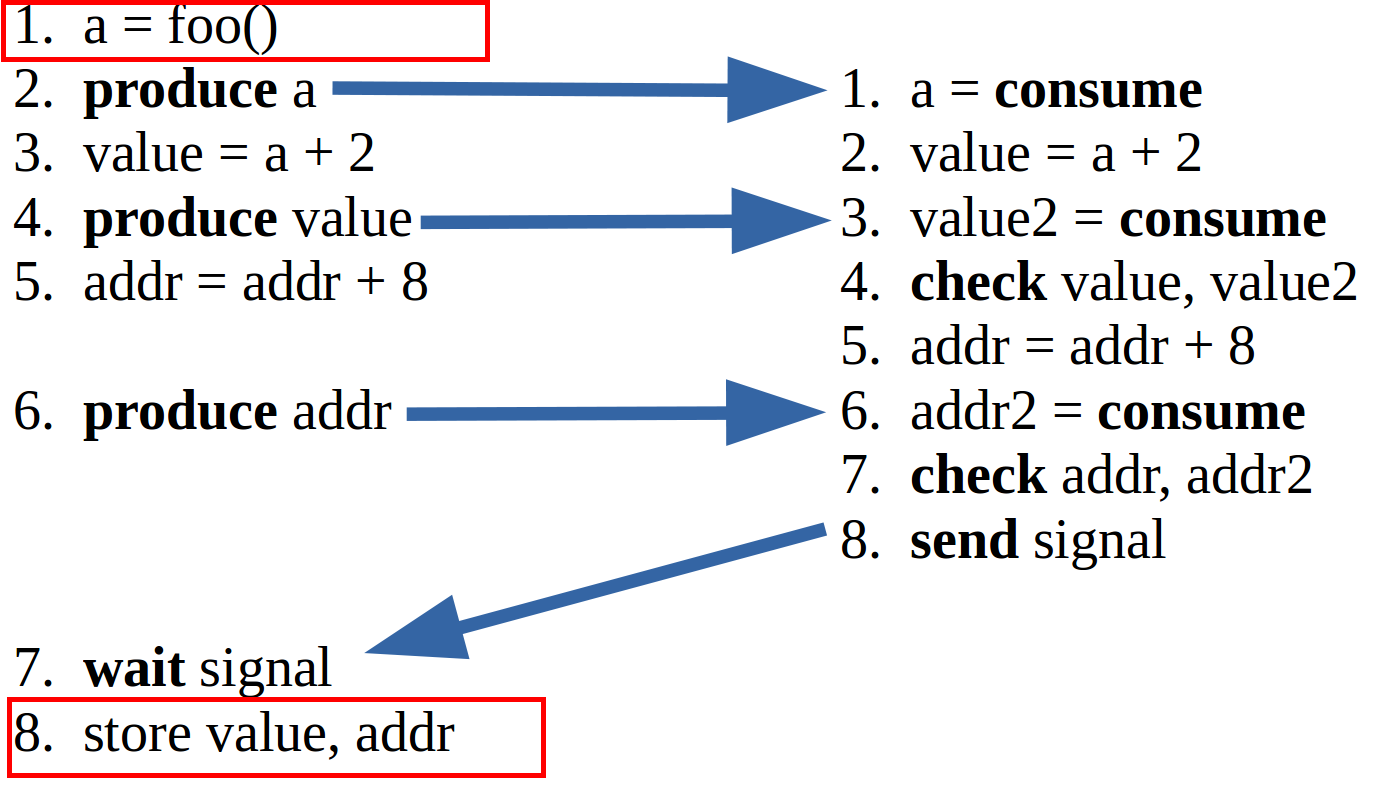 1. a = foo()
2. produce a
3. value = a + 2
4. produce value
5. addr = addr + 8
6. produce addr
7. wait signal
8. store value, addr
1. a = consume
2. value = a + 2
3. value2 = consume
4. check value, value2
5. addr = addr + 8
6. addr2 = consume
7. check addr, addr2
8. send signal